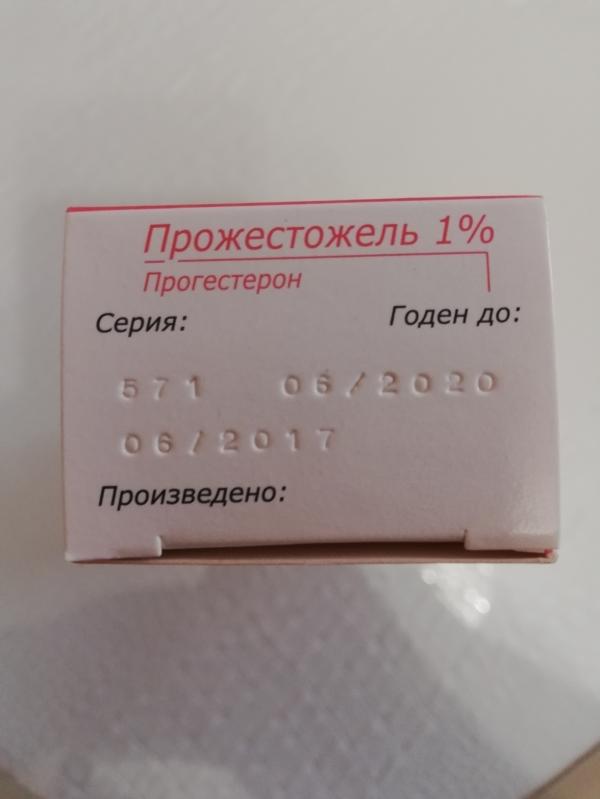 Прожестожель 1%
Прогестерон
Серия: Годен до:
571 06/2020
06/2017
Произведено: